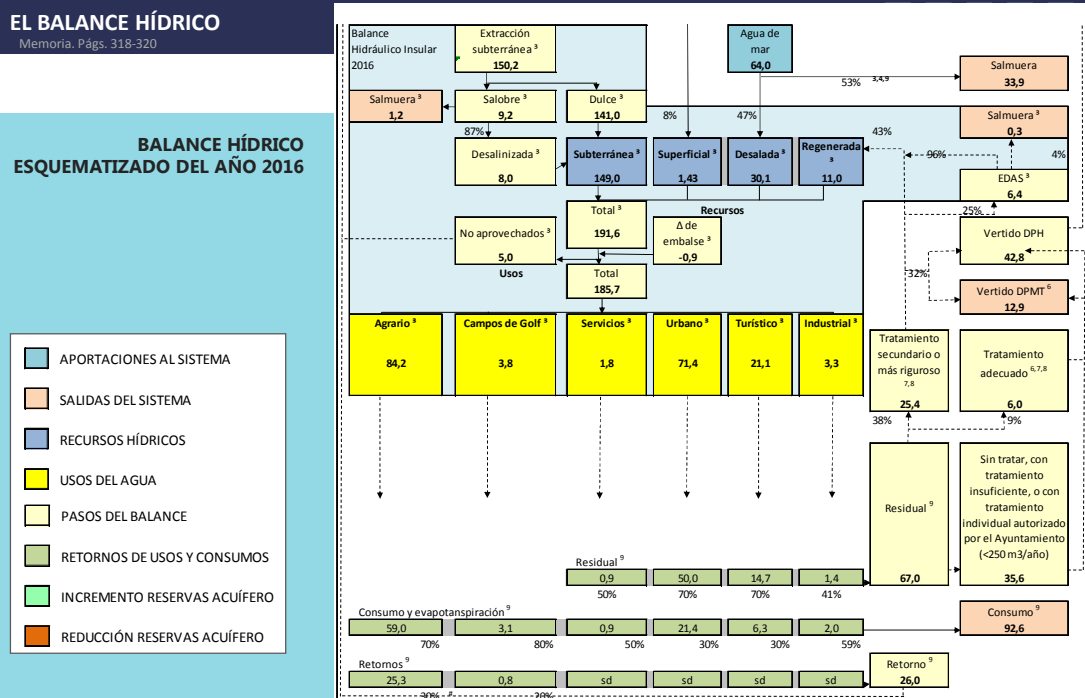 EL BALANCE HÍDRICO
Memoria. Págs. 318-320
BALANCE HÍDRICO
ESQUEMATIZADO DEL AÑO 2016
APORTACIONES AL SISTEMA
SALIDAS DEL SISTEMA
RECURSOS HÍDRICOS
USOS DEL AGUA
PASOS DEL BALANCE
RETORNOS DE USOS Y CONSUMOS
INCREMENTO RESERVAS ACUÍFERO
REDUCCIÓN RESERVAS ACUÍFERO
Balance
Hidráulico Insular
2016
Extracción
subterránea ³
150,2
Agua de
mar
64,0
53%
3,4,9
Salmuera
33,9
Salmuera ³
1,2
Salobre ³
9,2
Dulce ³
141,0
8%
47%
43%
Salmuera ³
0,3
87%
96%
4%
Desalinizada ³
8,0
Subterránea ³
149,0
Superficial ³
1,43
Desalada ³
30,1
Regenerada
3
11,0
EDAS ³
6,4
25%
Total ³
191,6
Recursos
No aprovechados ³
5,0
Δ de
embalse ³
-0,9
Vertido DPH
42,8
32%
Usos
Total
185,7
Vertido DPMT ⁶
12,9
Agrario ³
84,2
Campos de Golf ³
3,8
Servicios ³
1,8
Urbano ³
71,4
Turístico ³
21,1
Industrial ³
3,3
Tratamiento
secundario o
más riguroso
7,8
25,4
Tratamiento
adecuado ⁶,⁷,⁸
6,0
38%
9%
Residual ⁹
67,0
Sin tratar, con
tratamiento
insuficiente, o con
tratamiento
individual autorizado
por el Ayuntamiento
(<250 m3/año)
35,6
Residual ⁹
0,9 50,0 14,7 1,4
50% 70% 70% 41%
Consumo y evapotanspiración ⁹
59,0 3,1 0,9 21,4 6,3 2,0
70% 80% 50% 30% 30% 59%
Consumo ⁹
92,6
Retornos ⁹
25,3 0,8 sd sd sd sd
30% 20%
Retorno ⁹
26,0